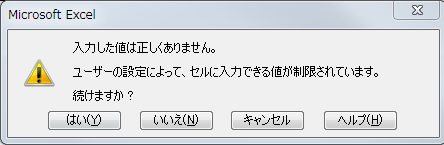 Microsoft Excel
入力した値は正しくありません。
ユーザーの設定によって、セルに入力できる値が制限されています。
続けますか？
はい(Y)　いいえ(N)　キャンセル　ヘルプ(H)